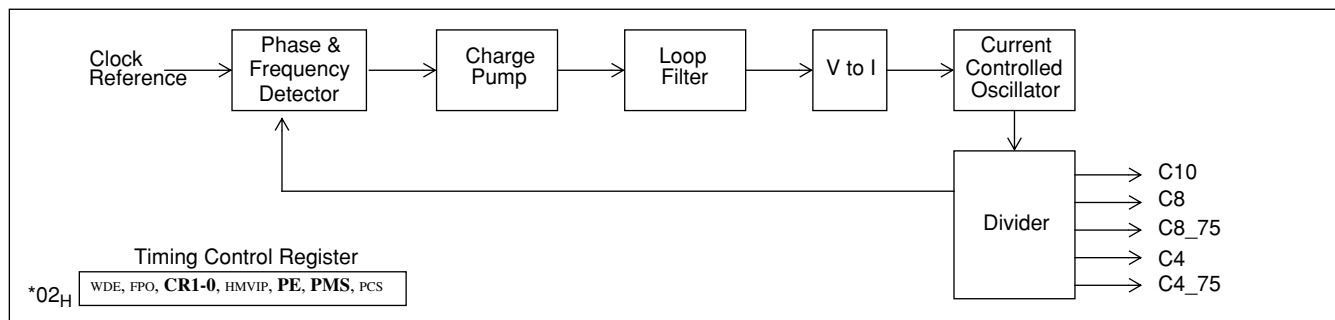 Clock
Reference
Phase &
Frequency
Detector
Charge
Pump
Loop
Filter
V to I
Current
Controlled
Oscillator
Divider
C10
C8
C8_75
C4
C4_75
Timing Control Register
*02H WDE, FPO, CR1-0, HMVIP, PE, PMS, PCS